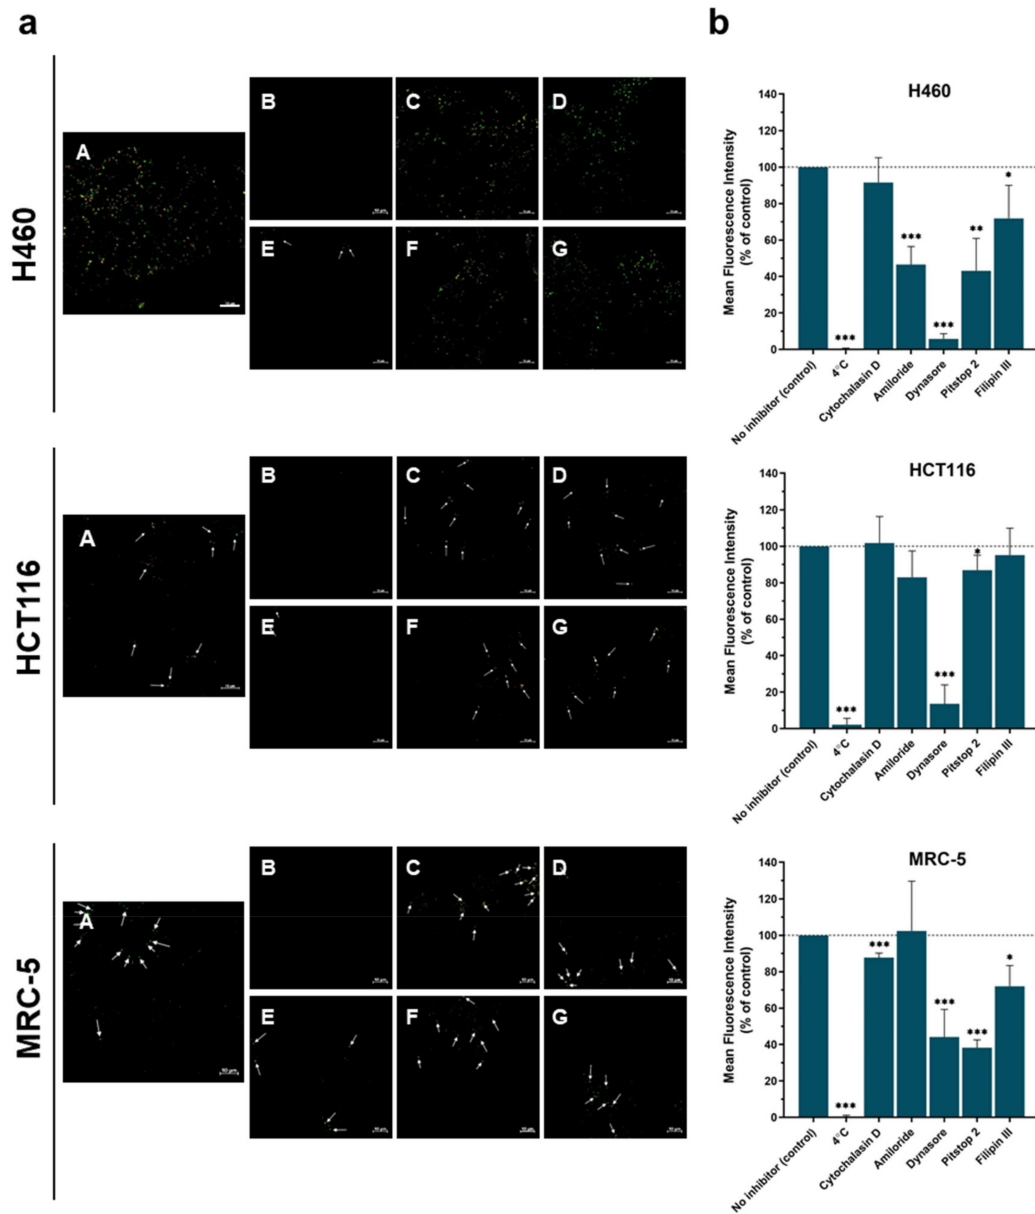 a
b
H460
A
B
C
D
E
F
G
H460
Mean Fluorescence Intensity
(% of control)
140
120
100
80
60
40
20
0
***
***
***
**
*
No inhibitor (control)
4°C
Cytochalasin D
Amiloride
Dynasore
Pitstop 2
Filipin III
HCT116
A
B
C
D
E
F
G
HCT116
Mean Fluorescence Intensity
(% of control)
140
120
100
80
60
40
20
0
***
***
*
No inhibitor (control)
4°C
Cytochalasin D
Amiloride
Dynasore
Pitstop 2
Filipin III
MRC-5
A
B
C
D
E
F
G
MRC-5
Mean Fluorescence Intensity
(% of control)
140
120
100
80
60
40
20
0
***
***
***
***
*
No inhibitor (control)
4°C
Cytochalasin D
Amiloride
Dynasore
Pitstop 2
Filipin III